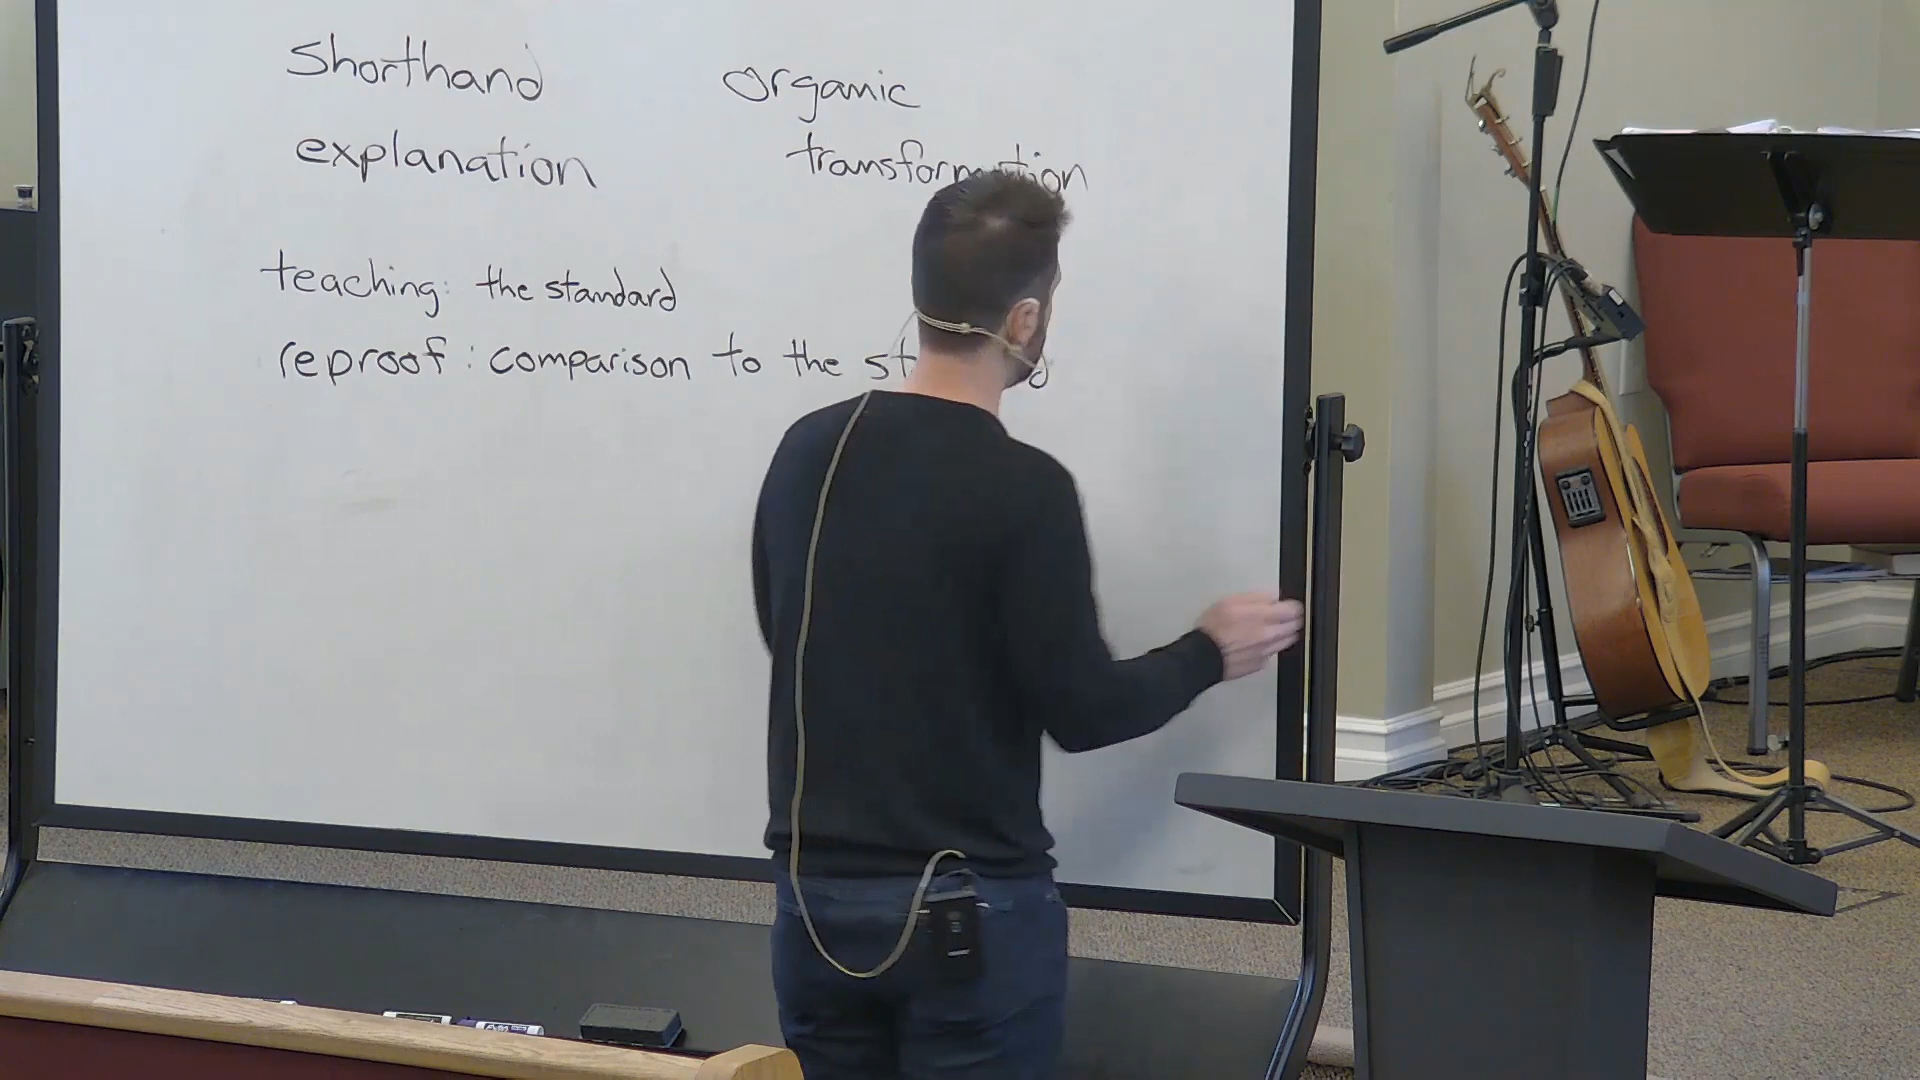 Shorthand
explanation
organic
transformation
teaching: the standard
reproof: comparison to the